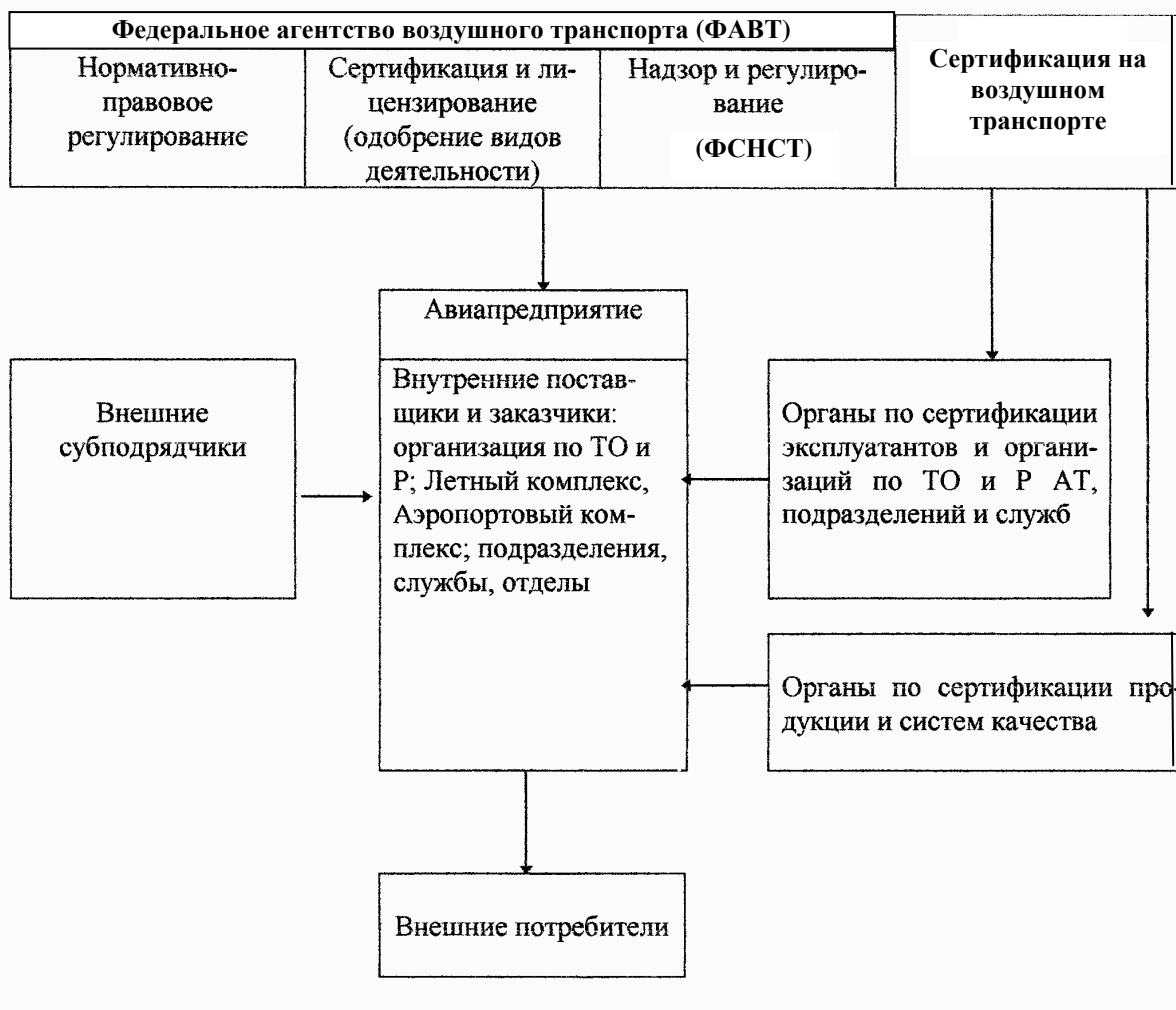 Федеральное агентство воздушного транспорта (ФАВТ)
Нормативно-
правовое
регулирование
Сертификация и ли-
цензирование
(одобрение видов
деятельности)
Надзор и регулиро-
вание
(ФСНСТ)
Сертификация на
воздушном
транспорте
Авиапредприятие
Внешние
субподрядчики
Внутренние постав-
щики и заказчики:
организация по ТО и
Р; Летный комплекс,
Аэропортовый ком-
плекс; подразделения,
службы, отделы
Органы по сертификации
эксплуатантов и органи-
заций по ТО и Р АТ,
подразделений и служб
Органы по сертификации про-
дукции и систем качества
Внешние потребители